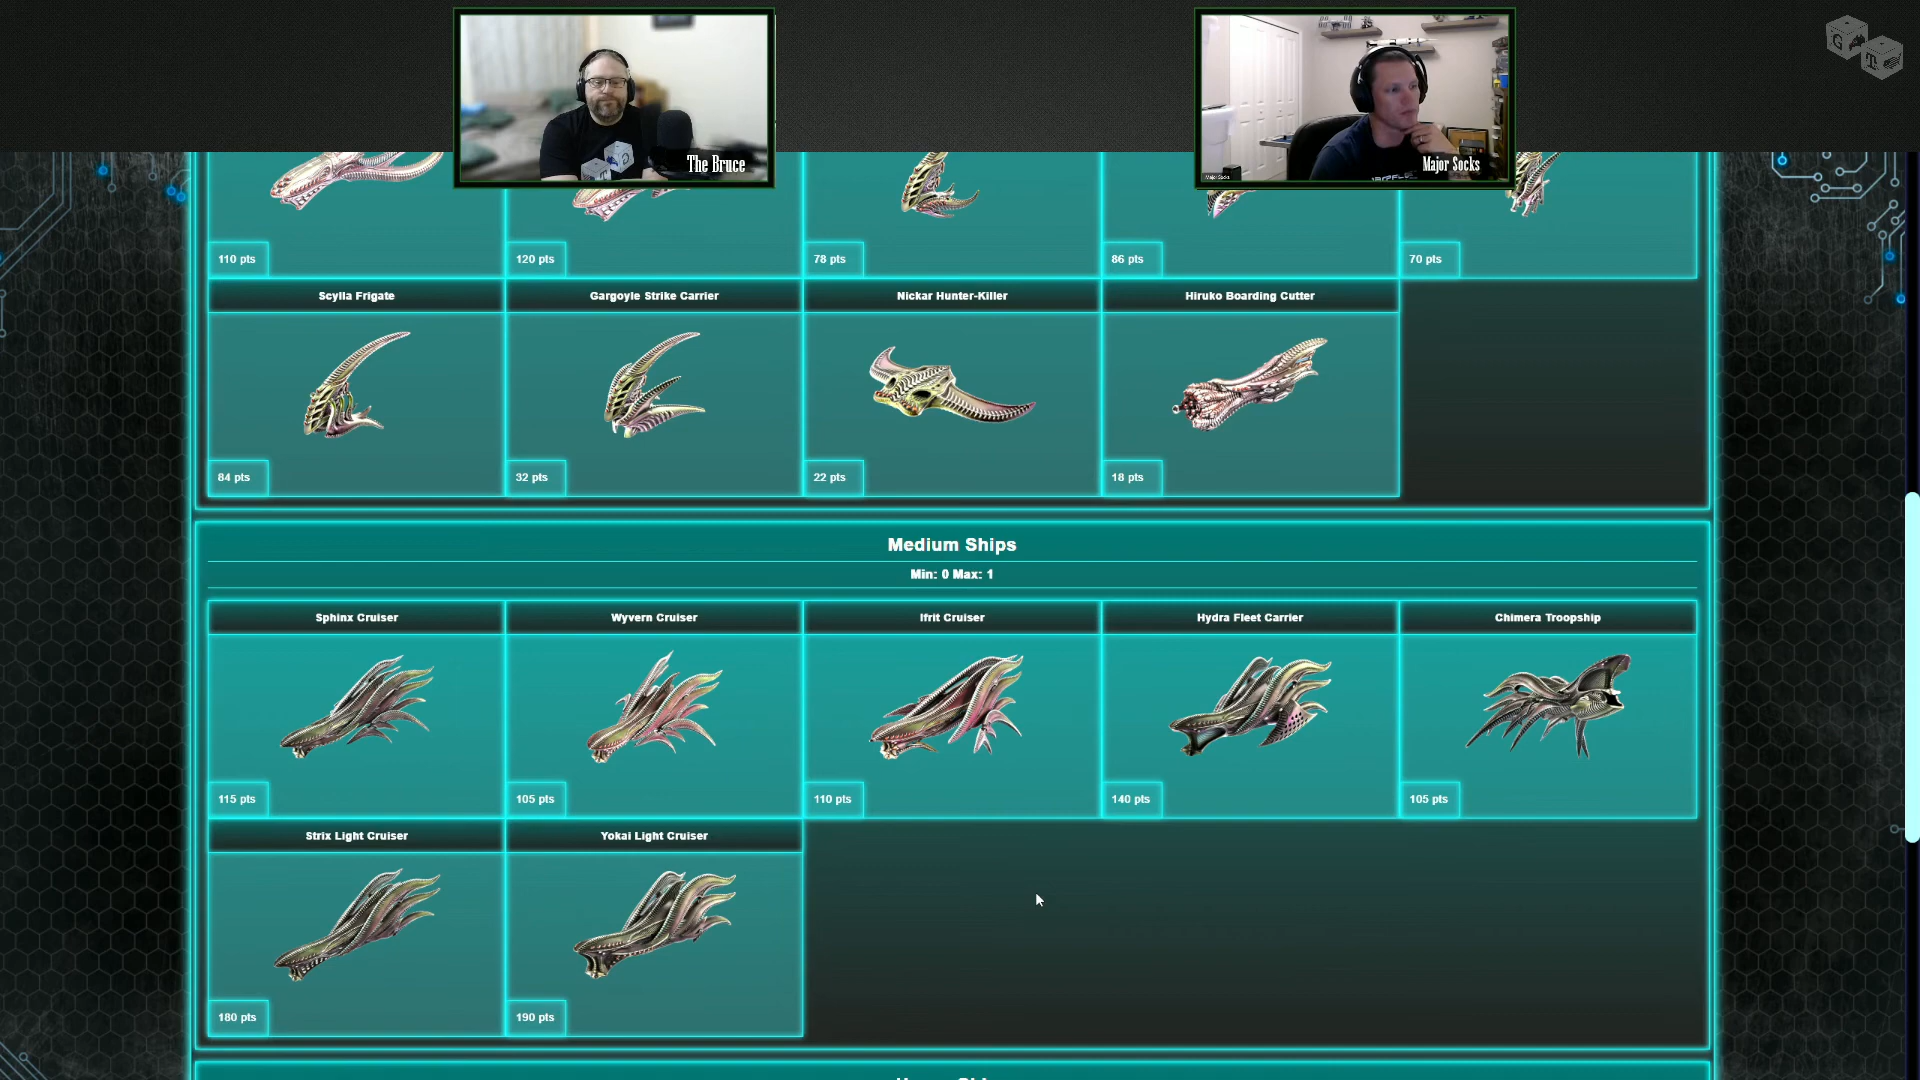 The Bruce
Major Socks
Major Socks
110 pts
120 pts
78 pts
86 pts
70 pts
Scylla Frigate
Gargoyle Strike Carrier
Nickar Hunter-Killer
Hiruko Boarding Cutter
84 pts
32 pts
22 pts
18 pts
Medium Ships
Min: 0 Max: 1
Sphinx Cruiser
Wyvern Cruiser
Ifrit Cruiser
Hydra Fleet Carrier
Chimera Troopship
115 pts
105 pts
110 pts
140 pts
105 pts
Strix Light Cruiser
Yokai Light Cruiser
180 pts
190 pts